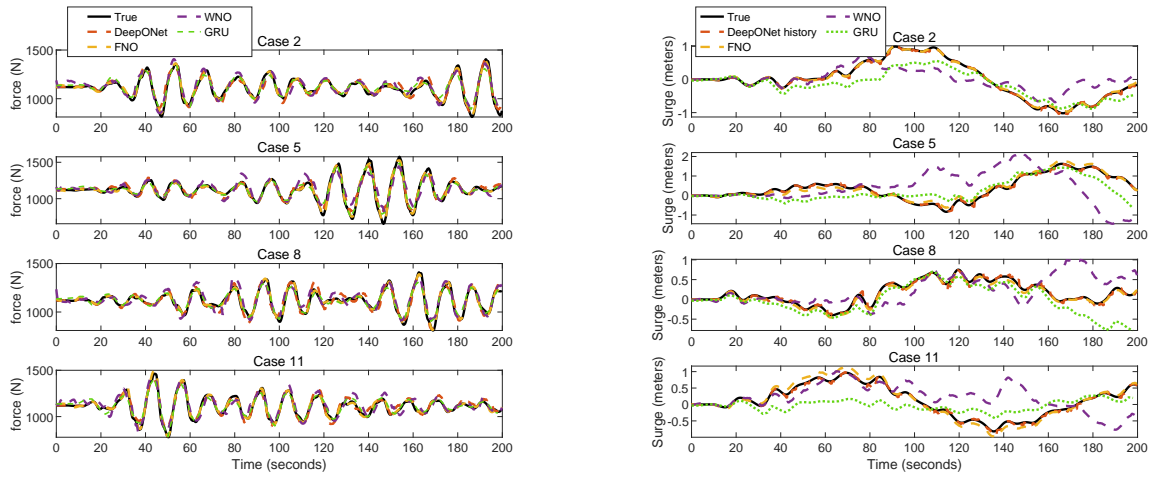 True WNO
DeepONet GRU
FNO
Case 2
force (N)
1500
1000
0 20 40 60 80 100 120 140 160 180 200
Case 5
force (N)
1500
1000
0 20 40 60 80 100 120 140 160 180 200
Case 8
force (N)
1500
1000
0 20 40 60 80 100 120 140 160 180 200
Case 11
force (N)
1500
1000
0 20 40 60 80 100 120 140 160 180 200
Time (seconds)
True WNO
DeepONet history GRU
FNO
Case 2
Surge (meters)
1
0
-1
0 20 40 60 80 100 120 140 160 180 200
Case 5
Surge (meters)
2
1
0
-1
0 20 40 60 80 100 120 140 160 180 200
Case 8
Surge (meters)
1
0.5
0
-0.5
0 20 40 60 80 100 120 140 160 180 200
Case 11
Surge (meters)
1
0.5
0
-0.5
0 20 40 60 80 100 120 140 160 180 200
Time (seconds)